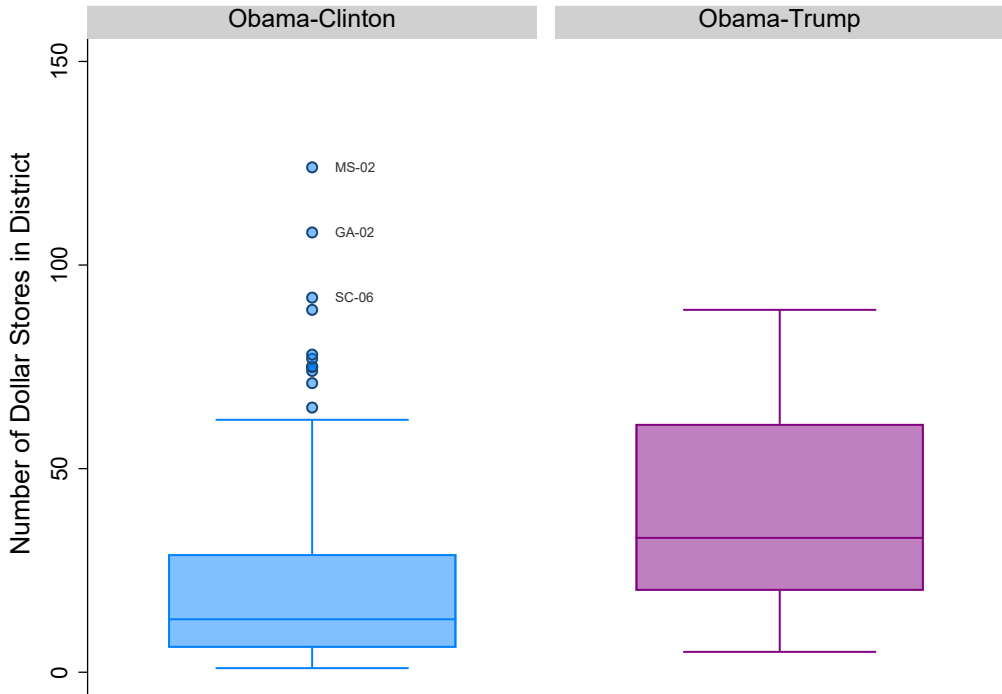 Obama-Clinton
Obama-Trump
Number of Dollar Stores in District
150
100
50
0
MS-02
GA-02
SC-06